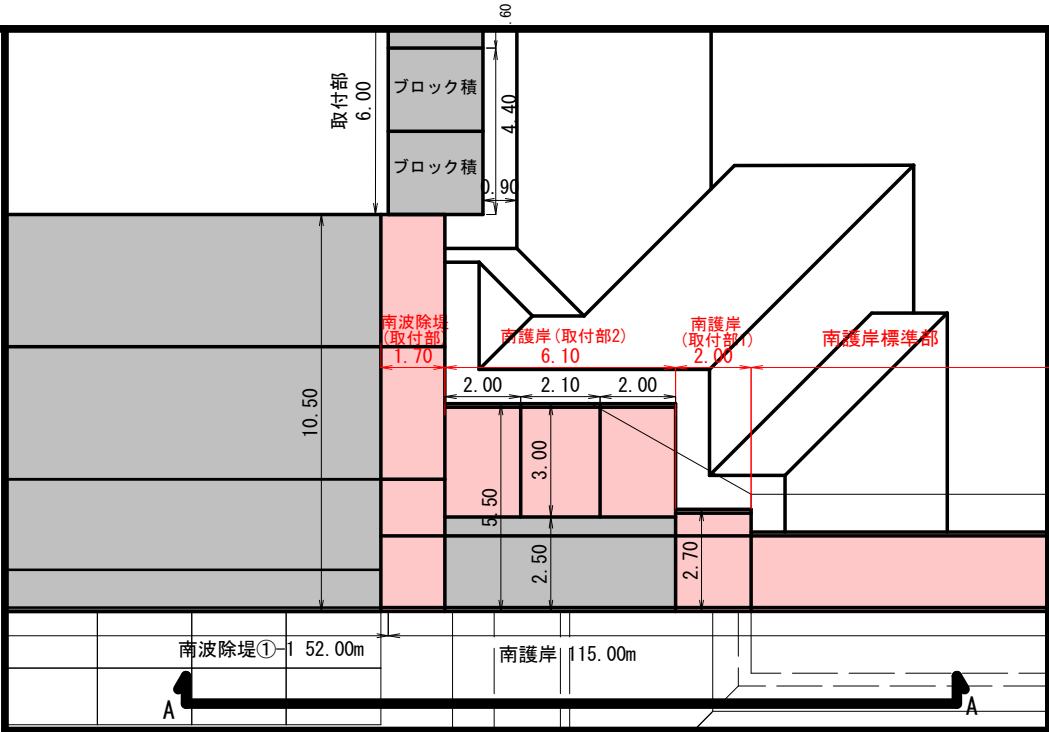 .60
取付部
6.00
ブロック積
4.40
ブロック積
0.90
10.50
南波除堤
(取付部)
1.70
南護岸(取付部2)
6.10
南護岸
(取付部1)
2.00
南護岸標準部
2.00
2.10
2.00
3.00
5.50
2.50
2.70
南波除堤①-1 52.00m
南護岸 115.00m
A
A